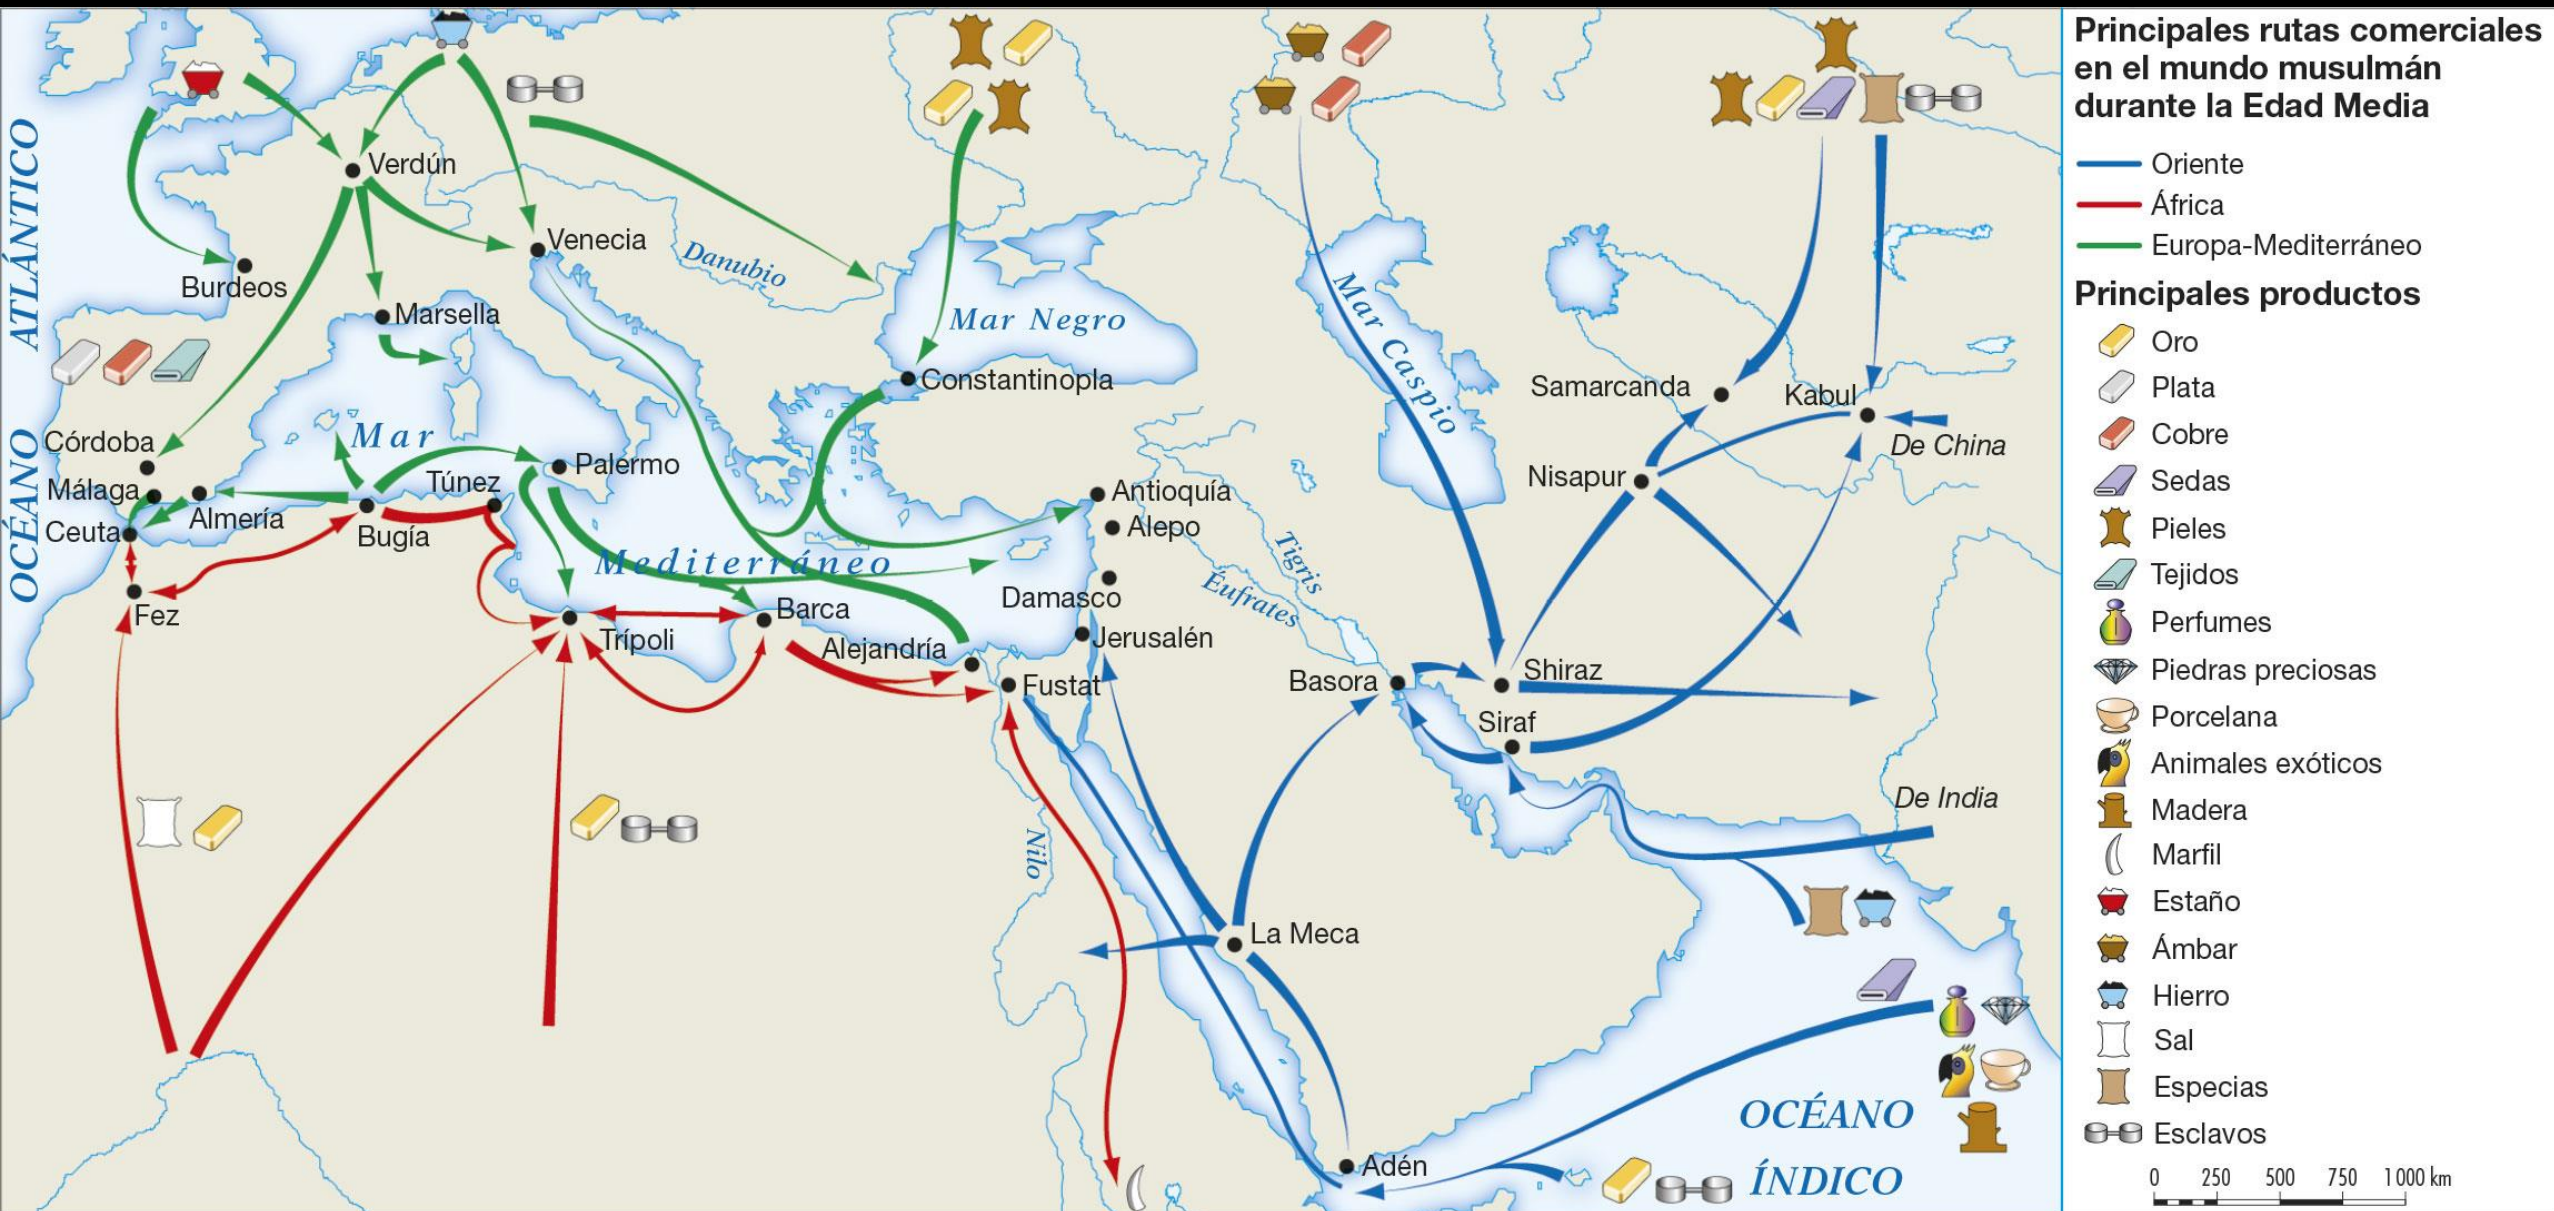 Principales rutas comerciales
en el mundo musulmán
durante la Edad Media
Oriente
África
Europa-Mediterráneo
Principales productos
Oro
Plata
Cobre
Sedas
Pieles
Tejidos
Perfumes
Piedras preciosas
Porcelana
Animales exóticos
Madera
Marfil
Estaño
Ámbar
Hierro
Sal
Especias
Esclavos
0 250 500 750 1 000 km
OCÉANO ATLÁNTICO
Verdún
Venecia
Danubio
Burdeos
Marsella
Mar Negro
Mar Caspio
Constantinopla
Samarcanda
Kabul
De China
Córdoba
Mar Mediterráneo
Palermo
Túnez
Málaga
Almería
Ceuta
Bugía
Nisapur
Antioquía
Alepo
Tigris
Éufrates
Damasco
Fez
Barca
Trípoli
Alejandría
Jerusalén
Fustat
Basora
Shiraz
Siraf
De India
Nilo
La Meca
Adén
OCÉANO
ÍNDICO